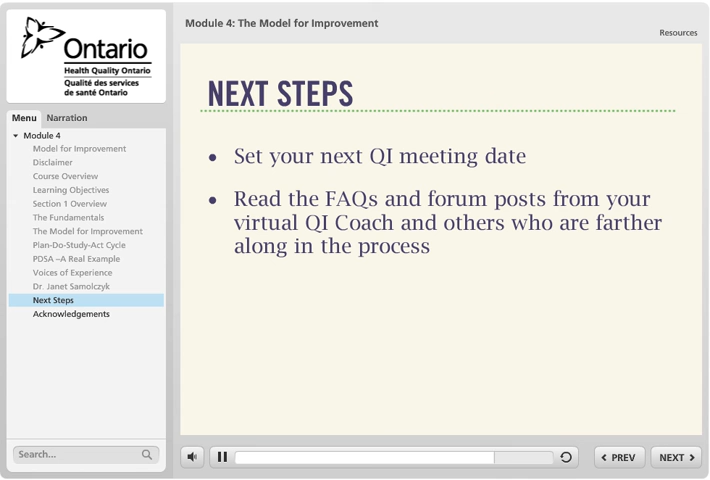 Ontario
Health Quality Ontario
Qualité des services
de santé Ontario
Module 4: The Model for Improvement
Resources
Menu
Narration
Module 4
Model for Improvement
Disclaimer
Course Overview
Learning Objectives
Section 1 Overview
The Fundamentals
The Model for Improvement
Plan-Do-Study-Act Cycle
PDSA –A Real Example
Voices of Experience
Dr. Janet Samolczyk
Next Steps
Acknowledgements
Search...
NEXT STEPS
• Set your next QI meeting date
• Read the FAQs and forum posts from your
virtual QI Coach and others who are farther
along in the process
PREV
NEXT